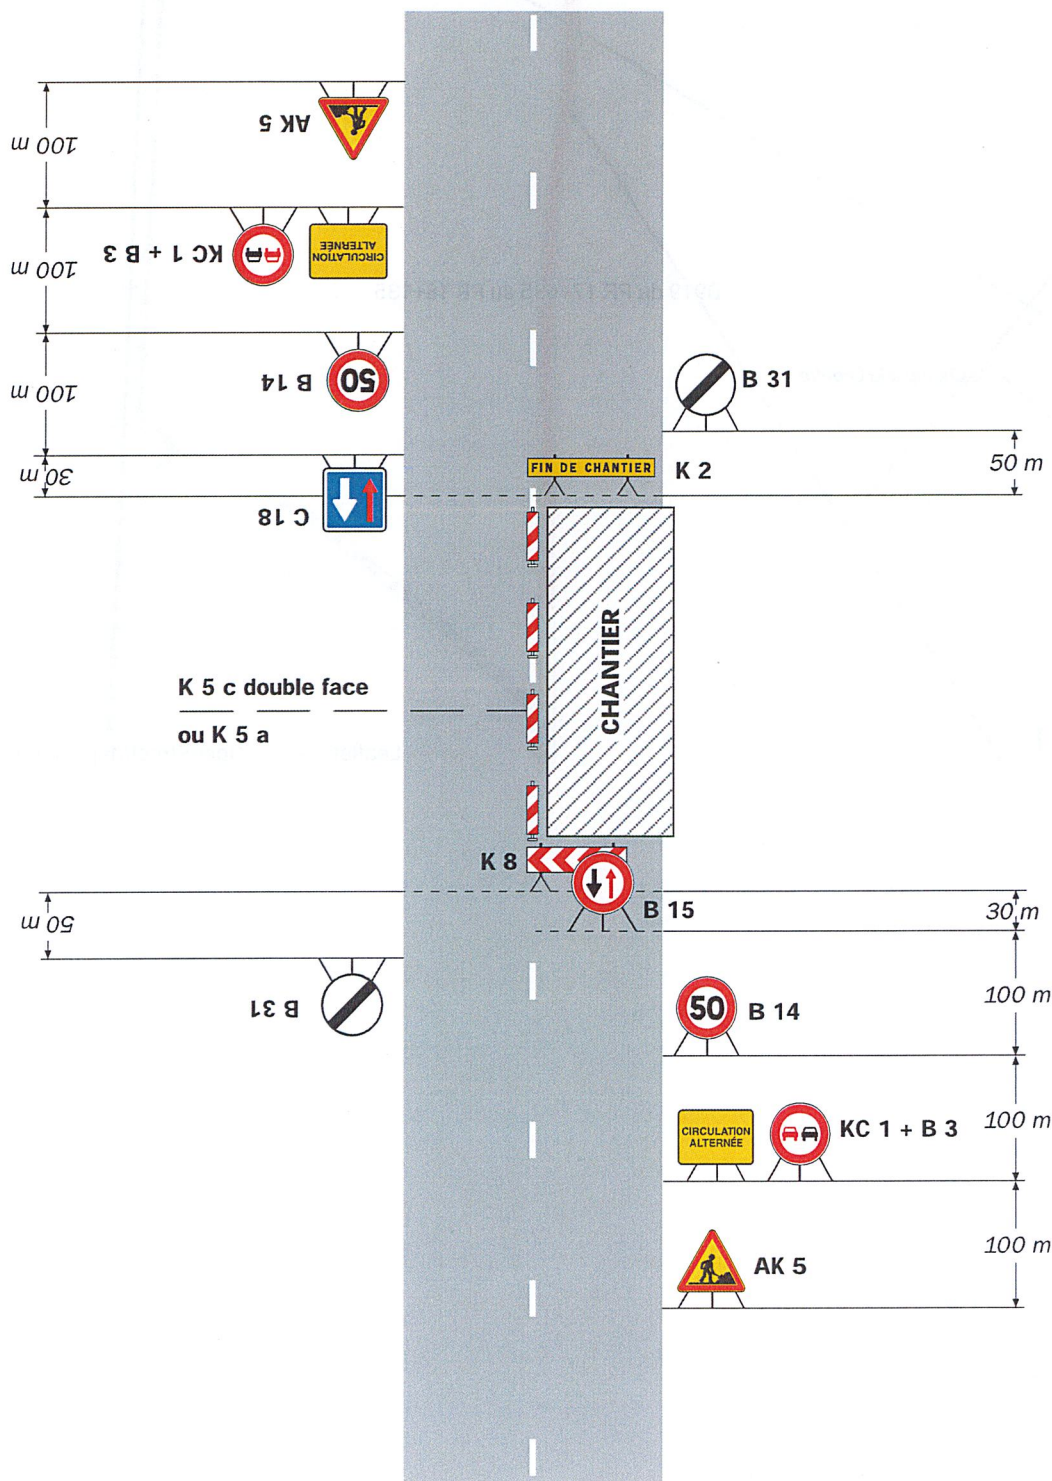 AK 5
100 m
KC 1 + B 3
CIRCULATION
ALTERNÉE
100 m
B 14
50
100 m
B 31
30 m
C 18
FIN DE CHANTIER
K 2
50 m
CHANTIER
K 5 c double face
ou K 5 a
K 8
B 15
30 m
50 m
B 31
50
B 14
100 m
CIRCULATION
ALTERNÉE
KC 1 + B 3
100 m
AK 5
100 m